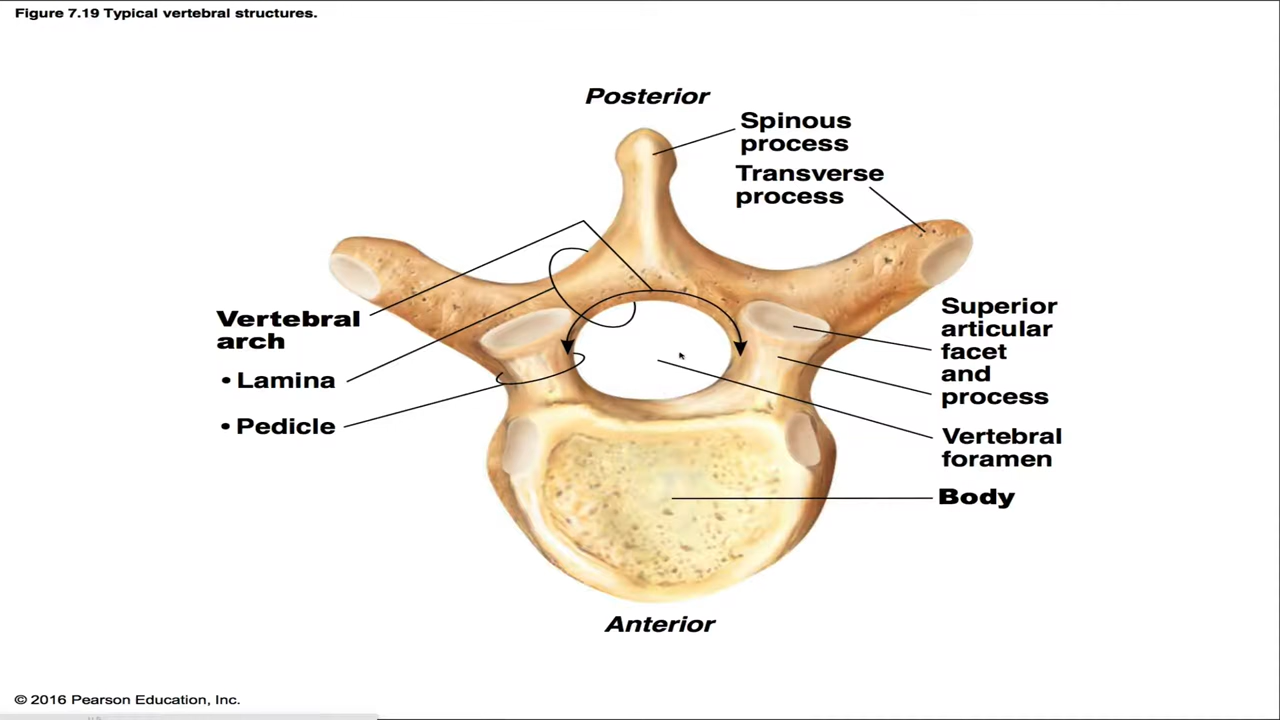 Figure 7.19 Typical vertebral structures.
Posterior
Spinous
process
Transverse
process
Vertebral
arch
• Lamina
• Pedicle
Superior
articular
facet
and
process
Vertebral
foramen
Body
Anterior
© 2016 Pearson Education, Inc.